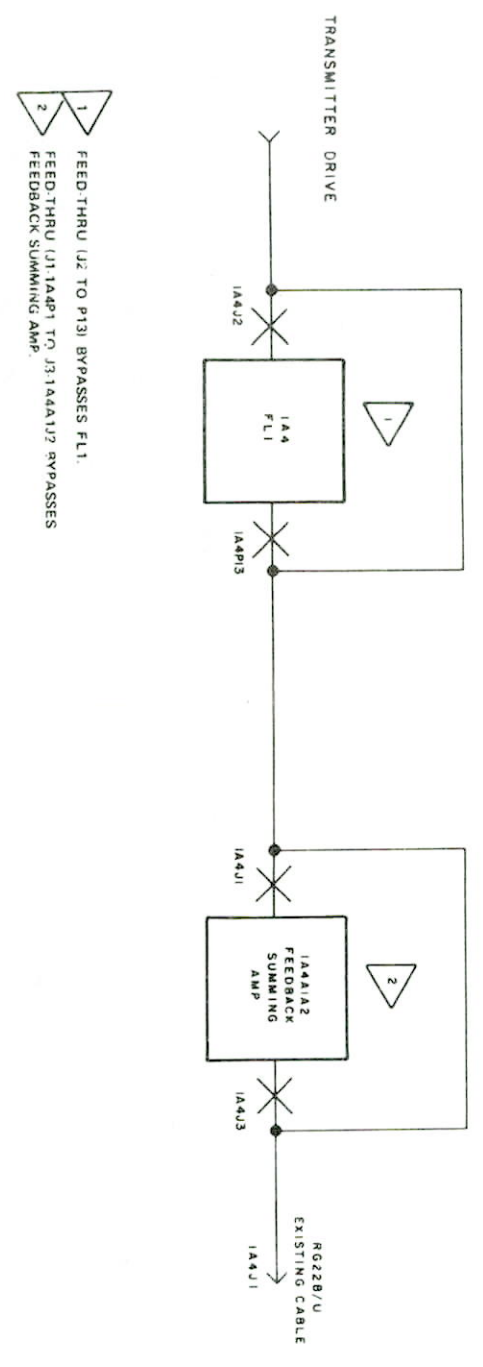 TRANSMITTER DRIVE
1A4J2
1A4
FL1
1
1A4P13
1A4J1
1A4A1A2
FEEDBACK
SUMMING
AMP
2
1A4J3
RG228/U
EXISTING CABLE
1A4J1
1 FEED-THRU (J2 TO P13) BYPASSES FL1.
2 FEED-THRU (J1-1A4P1 TO J3-1A4A1J2 BYPASSES
FEEDBACK SUMMING AMP.